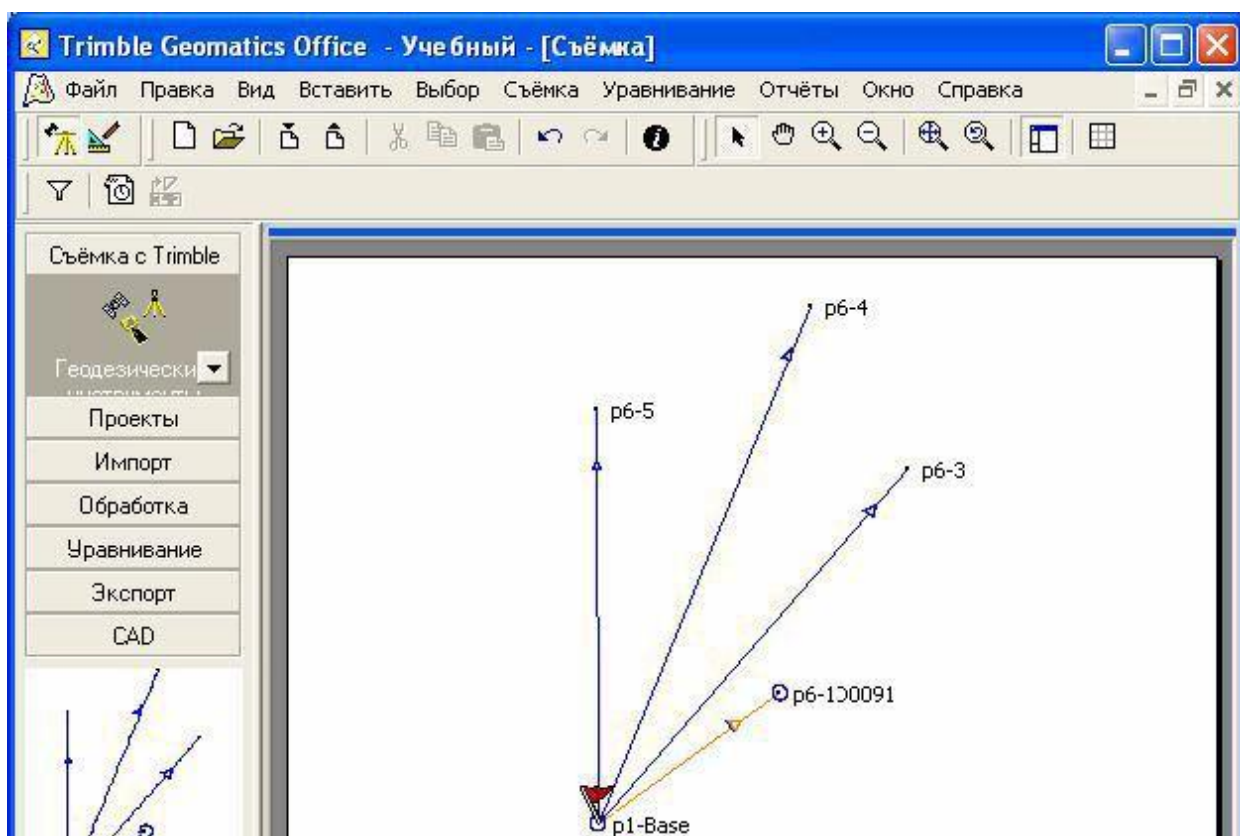 Trimble Geomatics Office - Учебный - [Съёмка]
Файл Правка Вид Вставить Выбор Съёмка Уравнивание Отчёты Окно Справка
Съёмка с Trimble
Геодезически
Проекты
Импорт
Обработка
Уравнивание
Экспорт
CAD
p6-4
p6-5
p6-3
p1-Base